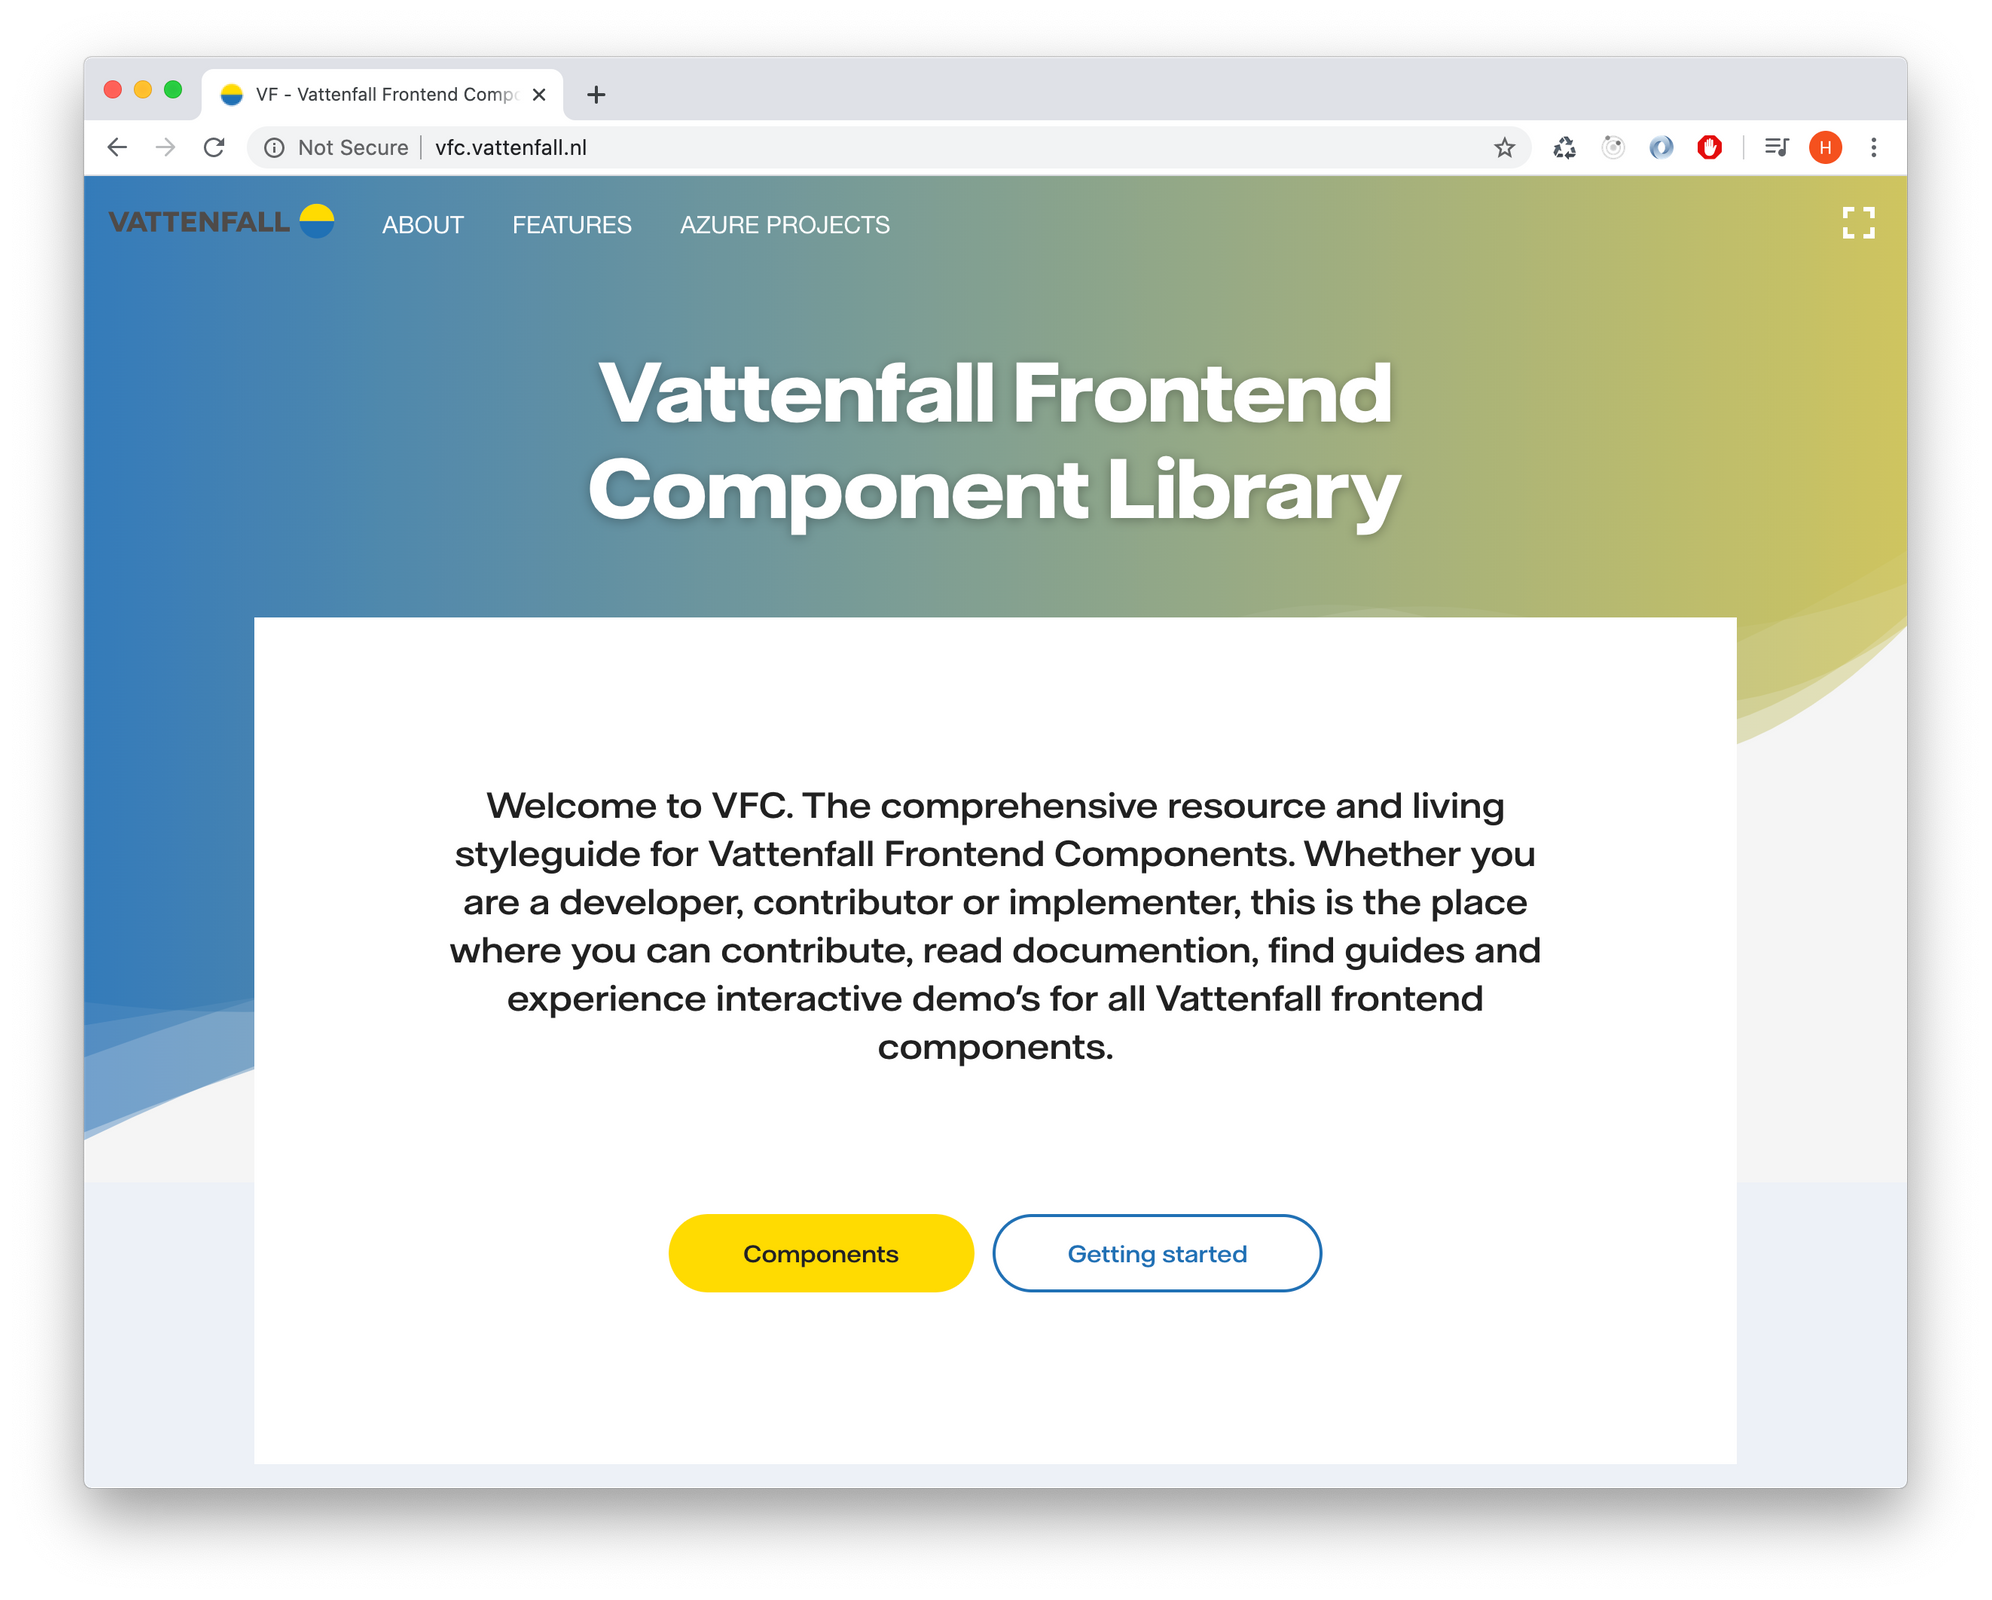 VF - Vattenfall Frontend Comp
Not Secure
vfc.vattenfall.nl
H
VATTENFALL
ABOUT
FEATURES
AZURE PROJECTS
Vattenfall Frontend
Component Library
Welcome to VFC. The comprehensive resource and living
styleguide for Vattenfall Frontend Components. Whether you
are a developer, contributor or implementer, this is the place
where you can contribute, read documention, find guides and
experience interactive demo's for all Vattenfall frontend
components.
Components
Getting started